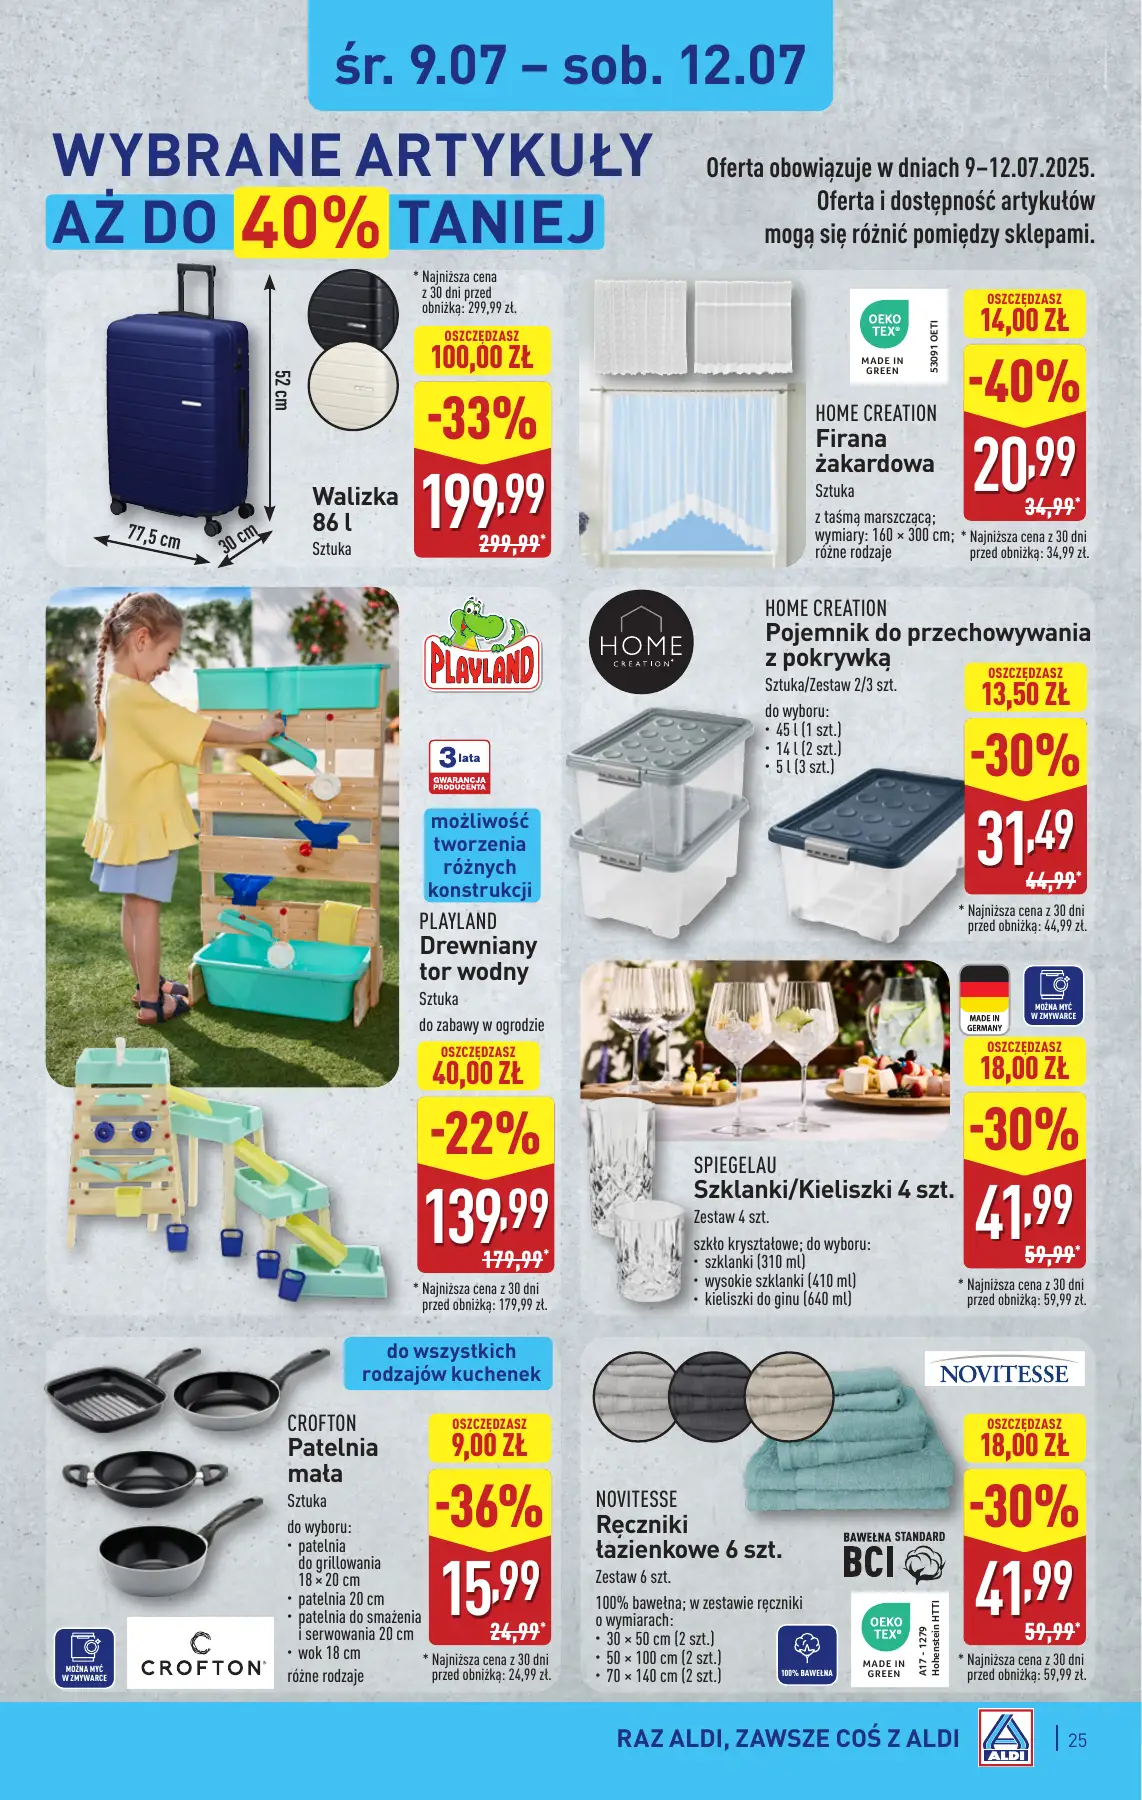 śr. 9.07 – sob. 12.07
WYBRANE ARTYKUŁY
AŻ DO 40% TANIEJ
Oferta obowiązuje w dniach 9–12.07.2025.
Oferta i dostępność artykułów
mogą się różnić pomiędzy sklepami.
52 cm
77,5 cm
30 cm
Walizka
86 l
Sztuka
* Najniższa cena
z 30 dni przed
obniżką: 299,99 zł.
OSZCZĘDZASZ
100,00 ZŁ
-33%
199,99
299,99*
OEKO
TEX®
MADE IN
GREEN
53091 OETI
HOME CREATION
Firana
żakardowa
Sztuka
z taśmą marszczącą;
wymiary: 160 × 300 cm;
różne rodzaje
OSZCZĘDZASZ
14,00 ZŁ
-40%
20,99
34,99*
* Najniższa cena z 30 dni
przed obniżką: 34,99 zł.
PLAYLAND
3 lata
GWARANCJA
PRODUCENTA
możliwość
tworzenia
różnych
konstrukcji
PLAYLAND
Drewniany
tor wodny
Sztuka
do zabawy w ogrodzie
OSZCZĘDZASZ
40,00 ZŁ
-22%
139,99
179,99*
* Najniższa cena z 30 dni
przed obniżką: 179,99 zł.
HOME
CREATION®
HOME CREATION
Pojemnik do przechowywania
z pokrywką
Sztuka/Zestaw 2/3 szt.
do wyboru:
• 45 l (1 szt.)
• 14 l (2 szt.)
• 5 l (3 szt.)
OSZCZĘDZASZ
13,50 ZŁ
-30%
31,49
44,99*
* Najniższa cena z 30 dni
przed obniżką: 44,99 zł.
MADE IN
GERMANY
MOŻNA MYĆ
W ZMYWARCE
SPIEGELAU
Szklanki/Kieliszki 4 szt.
Zestaw 4 szt.
szkło kryształowe; do wyboru:
• szklanki (310 ml)
• wysokie szklanki (410 ml)
• kieliszki do ginu (640 ml)
OSZCZĘDZASZ
18,00 ZŁ
-30%
41,99
59,99*
* Najniższa cena z 30 dni
przed obniżką: 59,99 zł.
do wszystkich
rodzajów kuchenek
CROFTON
Patelnia
mała
Sztuka
do wyboru:
• patelnia
do grillowania
18 × 20 cm
• patelnia 20 cm
• patelnia do smażenia
i serwowania 20 cm
• wok 18 cm
różne rodzaje
MOŻNA MYĆ
W ZMYWARCE
CROFTON®
OSZCZĘDZASZ
9,00 ZŁ
-36%
15,99
24,99*
* Najniższa cena z 30 dni
przed obniżką: 24,99 zł.
NOVITESSE
NOVITESSE
Ręczniki
łazienkowe 6 szt.
Zestaw 6 szt.
100% bawełna; w zestawie ręczniki
o wymiarach:
• 30 × 50 cm (2 szt.)
• 50 × 100 cm (2 szt.)
• 70 × 140 cm (2 szt.)
100% BAWEŁNA
BAWEŁNA STANDARD
BCI
OEKO
TEX®
MADE IN
GREEN
A17 - 1279
Hohenstein HTTI
OSZCZĘDZASZ
18,00 ZŁ
-30%
41,99
59,99*
* Najniższa cena z 30 dni
przed obniżką: 59,99 zł.
RAZ ALDI, ZAWSZE COŚ Z ALDI
ALDI
25